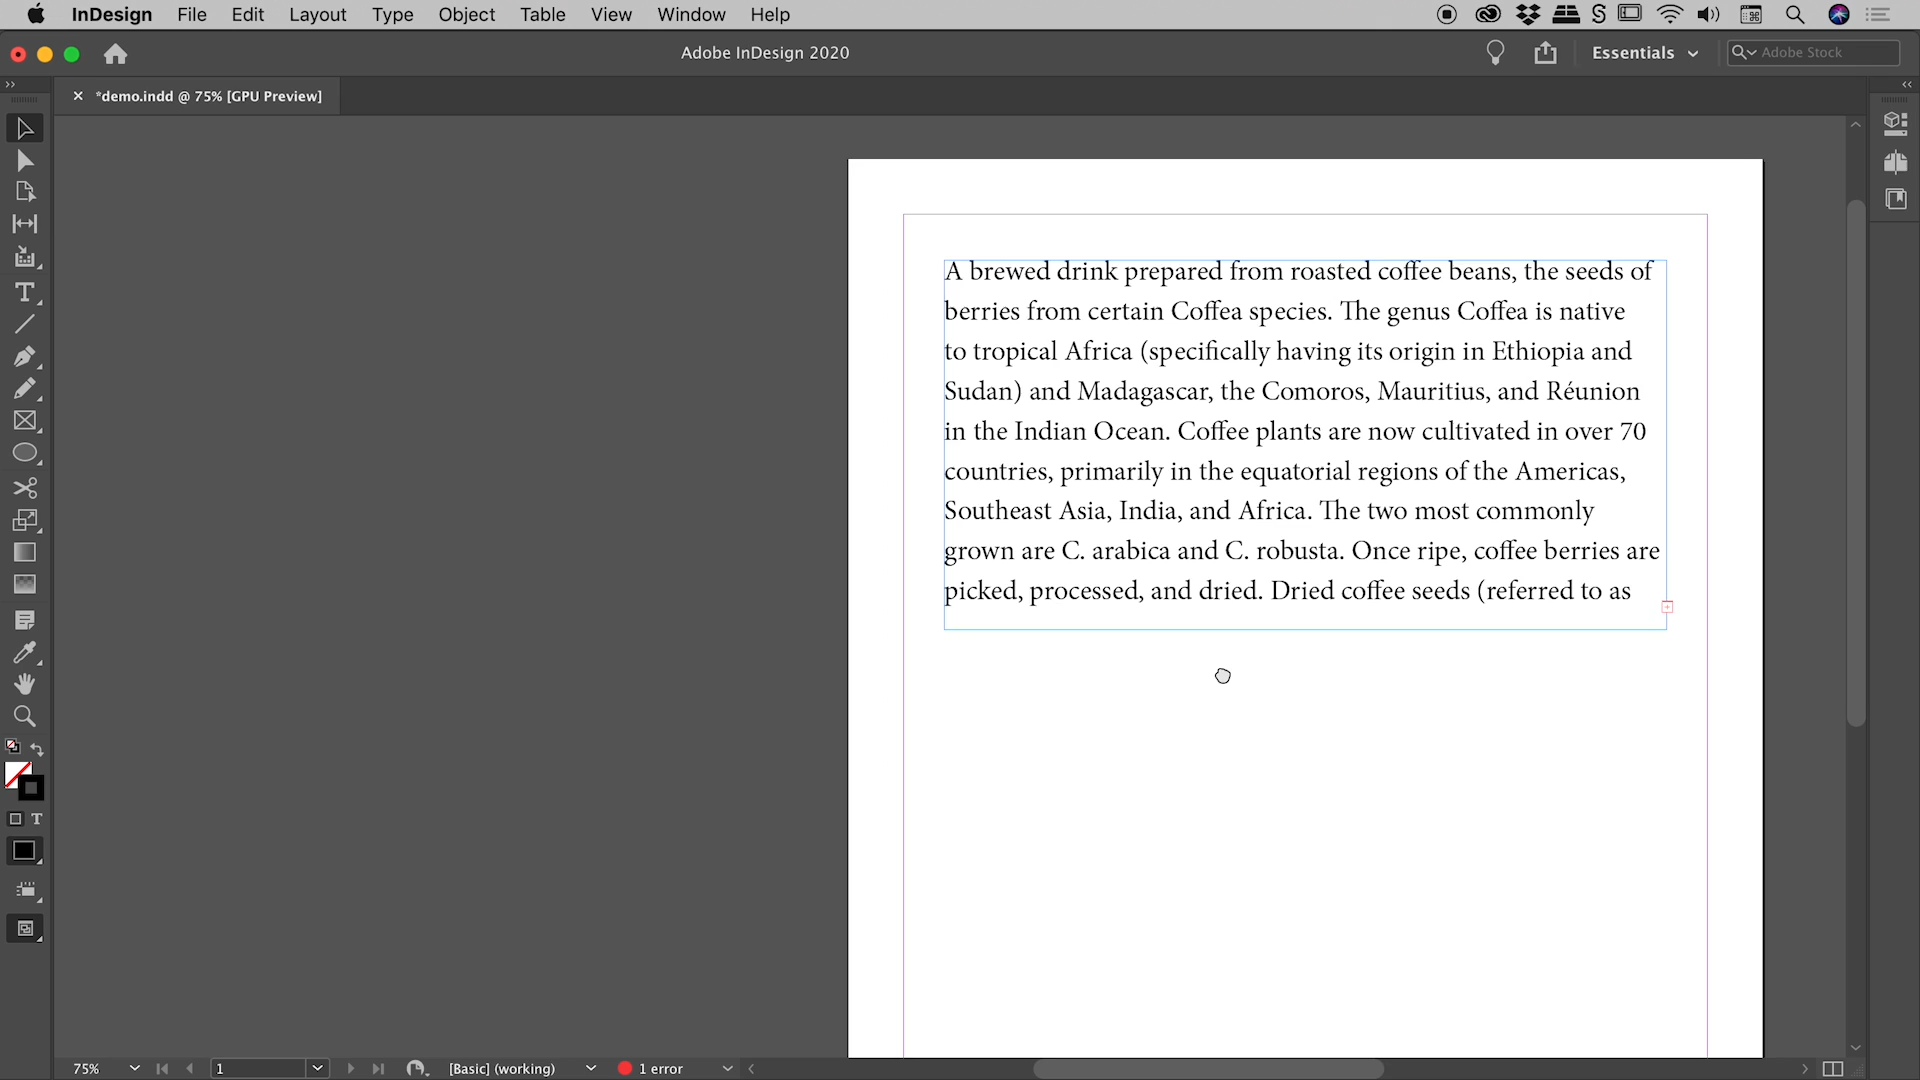 InDesign File Edit Layout Type Object Table View Window Help
Adobe InDesign 2020
Essentials
Adobe Stock
*demo.indd @ 75% [GPU Preview]
A brewed drink prepared from roasted coffee beans, the seeds of
berries from certain Coffea species. The genus Coffea is native
to tropical Africa (specifically having its origin in Ethiopia and
Sudan) and Madagascar, the Comoros, Mauritius, and Réunion
in the Indian Ocean. Coffee plants are now cultivated in over 70
countries, primarily in the equatorial regions of the Americas,
Southeast Asia, India, and Africa. The two most commonly
grown are C. arabica and C. robusta. Once ripe, coffee berries are
picked, processed, and dried. Dried coffee seeds (referred to as
75% 1 [Basic] (working) 1 error